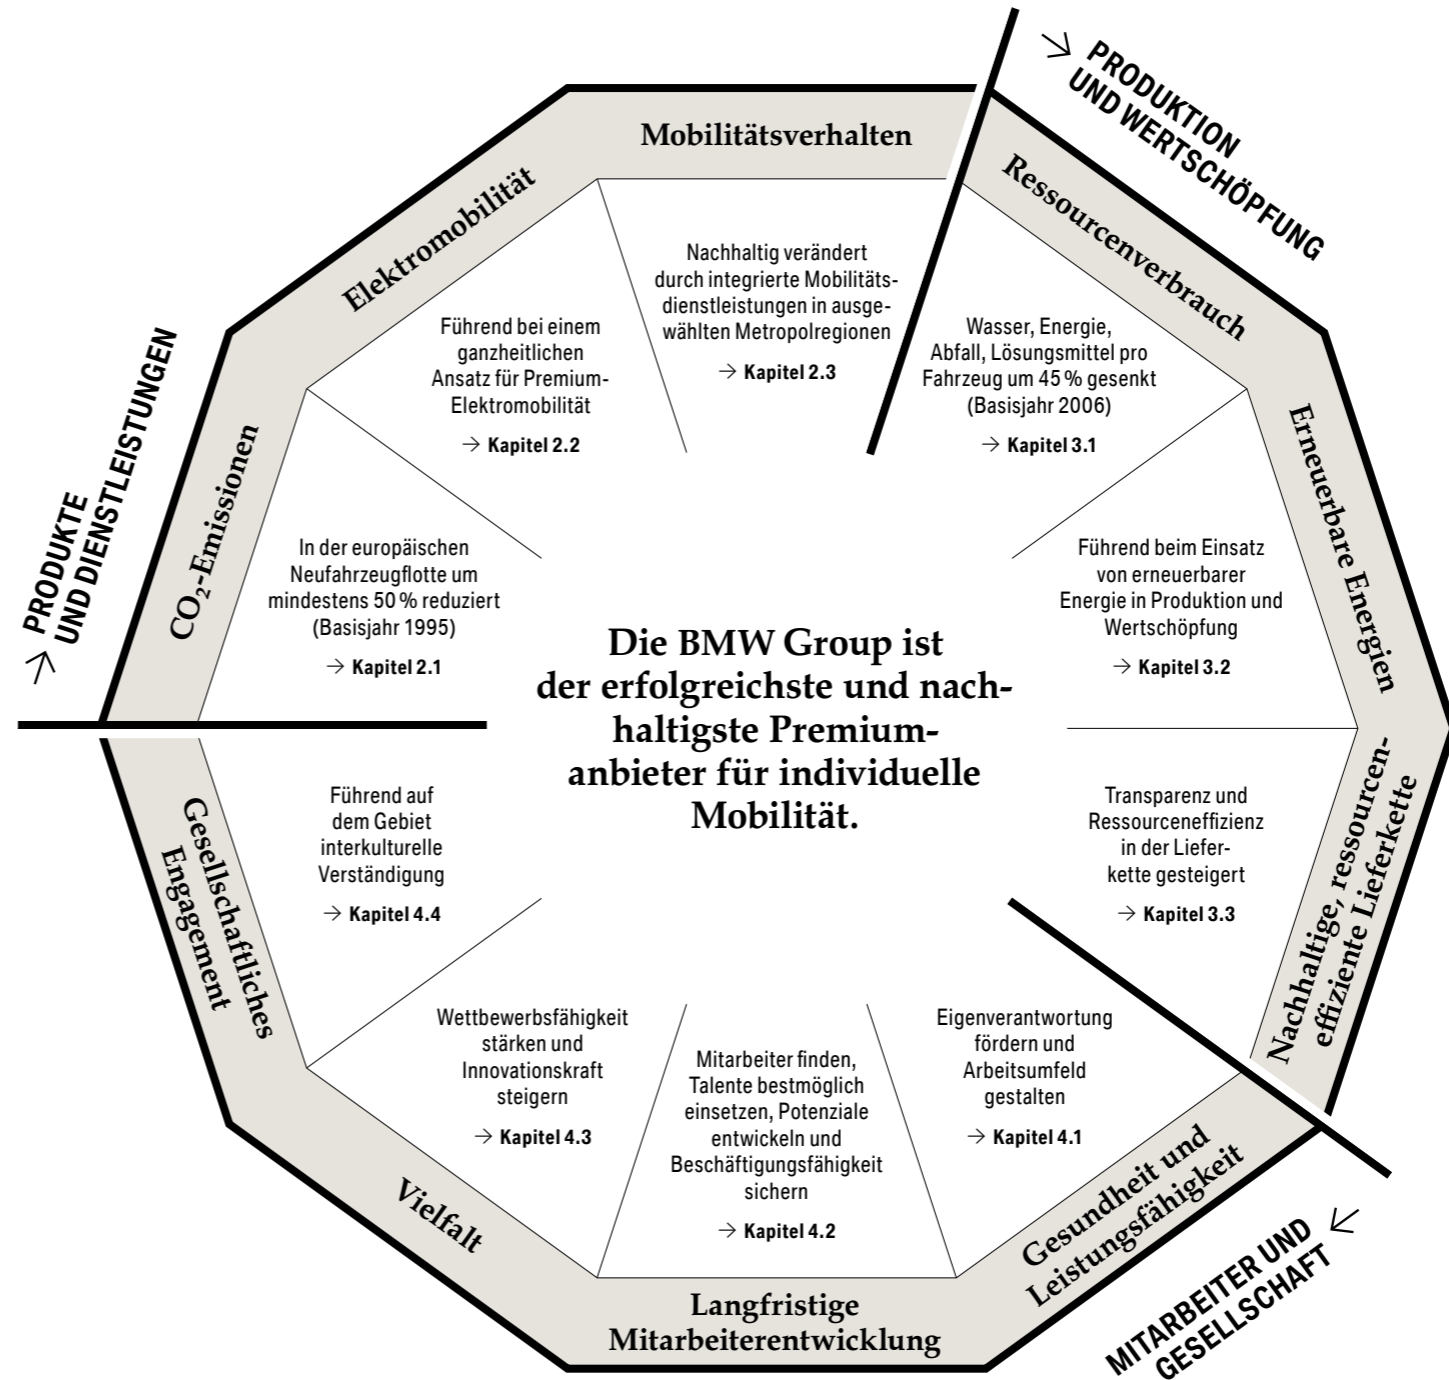 → PRODUKTE
UND DIENSTLEISTUNGEN
CO₂-Emissionen
In der europäischen
Neufahrzeugflotte um
mindestens 50 % reduziert
(Basisjahr 1995)
→ Kapitel 2.1
Elektromobilität
Führend bei einem
ganzheitlichen
Ansatz für Premium-
Elektromobilität
→ Kapitel 2.2
Mobilitätsverhalten
Nachhaltig verändert
durch integrierte Mobilitäts-
dienstleistungen in ausge-
wählten Metropolregionen
→ Kapitel 2.3
→ PRODUKTION
UND WERTSCHÖPFUNG
Ressourcenverbrauch
Wasser, Energie,
Abfall, Lösungsmittel pro
Fahrzeug um 45 % gesenkt
(Basisjahr 2006)
→ Kapitel 3.1
Erneuerbare Energien
Führend beim Einsatz
von erneuerbarer
Energie in Produktion und
Wertschöpfung
→ Kapitel 3.2
Nachhaltige, ressourcen-
effiziente Lieferkette
Transparenz und
Ressourceneffizienz
in der Liefer-
kette gesteigert
→ Kapitel 3.3
MITARBEITER UND
GESELLSCHAFT
Gesundheit und
Leistungsfähigkeit
Eigenverantwortung
fördern und
Arbeitsumfeld
gestalten
→ Kapitel 4.1
Langfristige
Mitarbeiterentwicklung
Mitarbeiter finden,
Talente bestmöglich
einsetzen, Potenziale
entwickeln und
Beschäftigungsfähigkeit
sichern
→ Kapitel 4.2
Vielfalt
Wettbewerbsfähigkeit
stärken und
Innovationskraft
steigern
→ Kapitel 4.3
Gesellschaftliches
Engagement
Führend auf
dem Gebiet
interkulturelle
Verständigung
→ Kapitel 4.4
Die BMW Group ist
der erfolgreichste und nach-
haltigste Premium-
anbieter für individuelle
Mobilität.